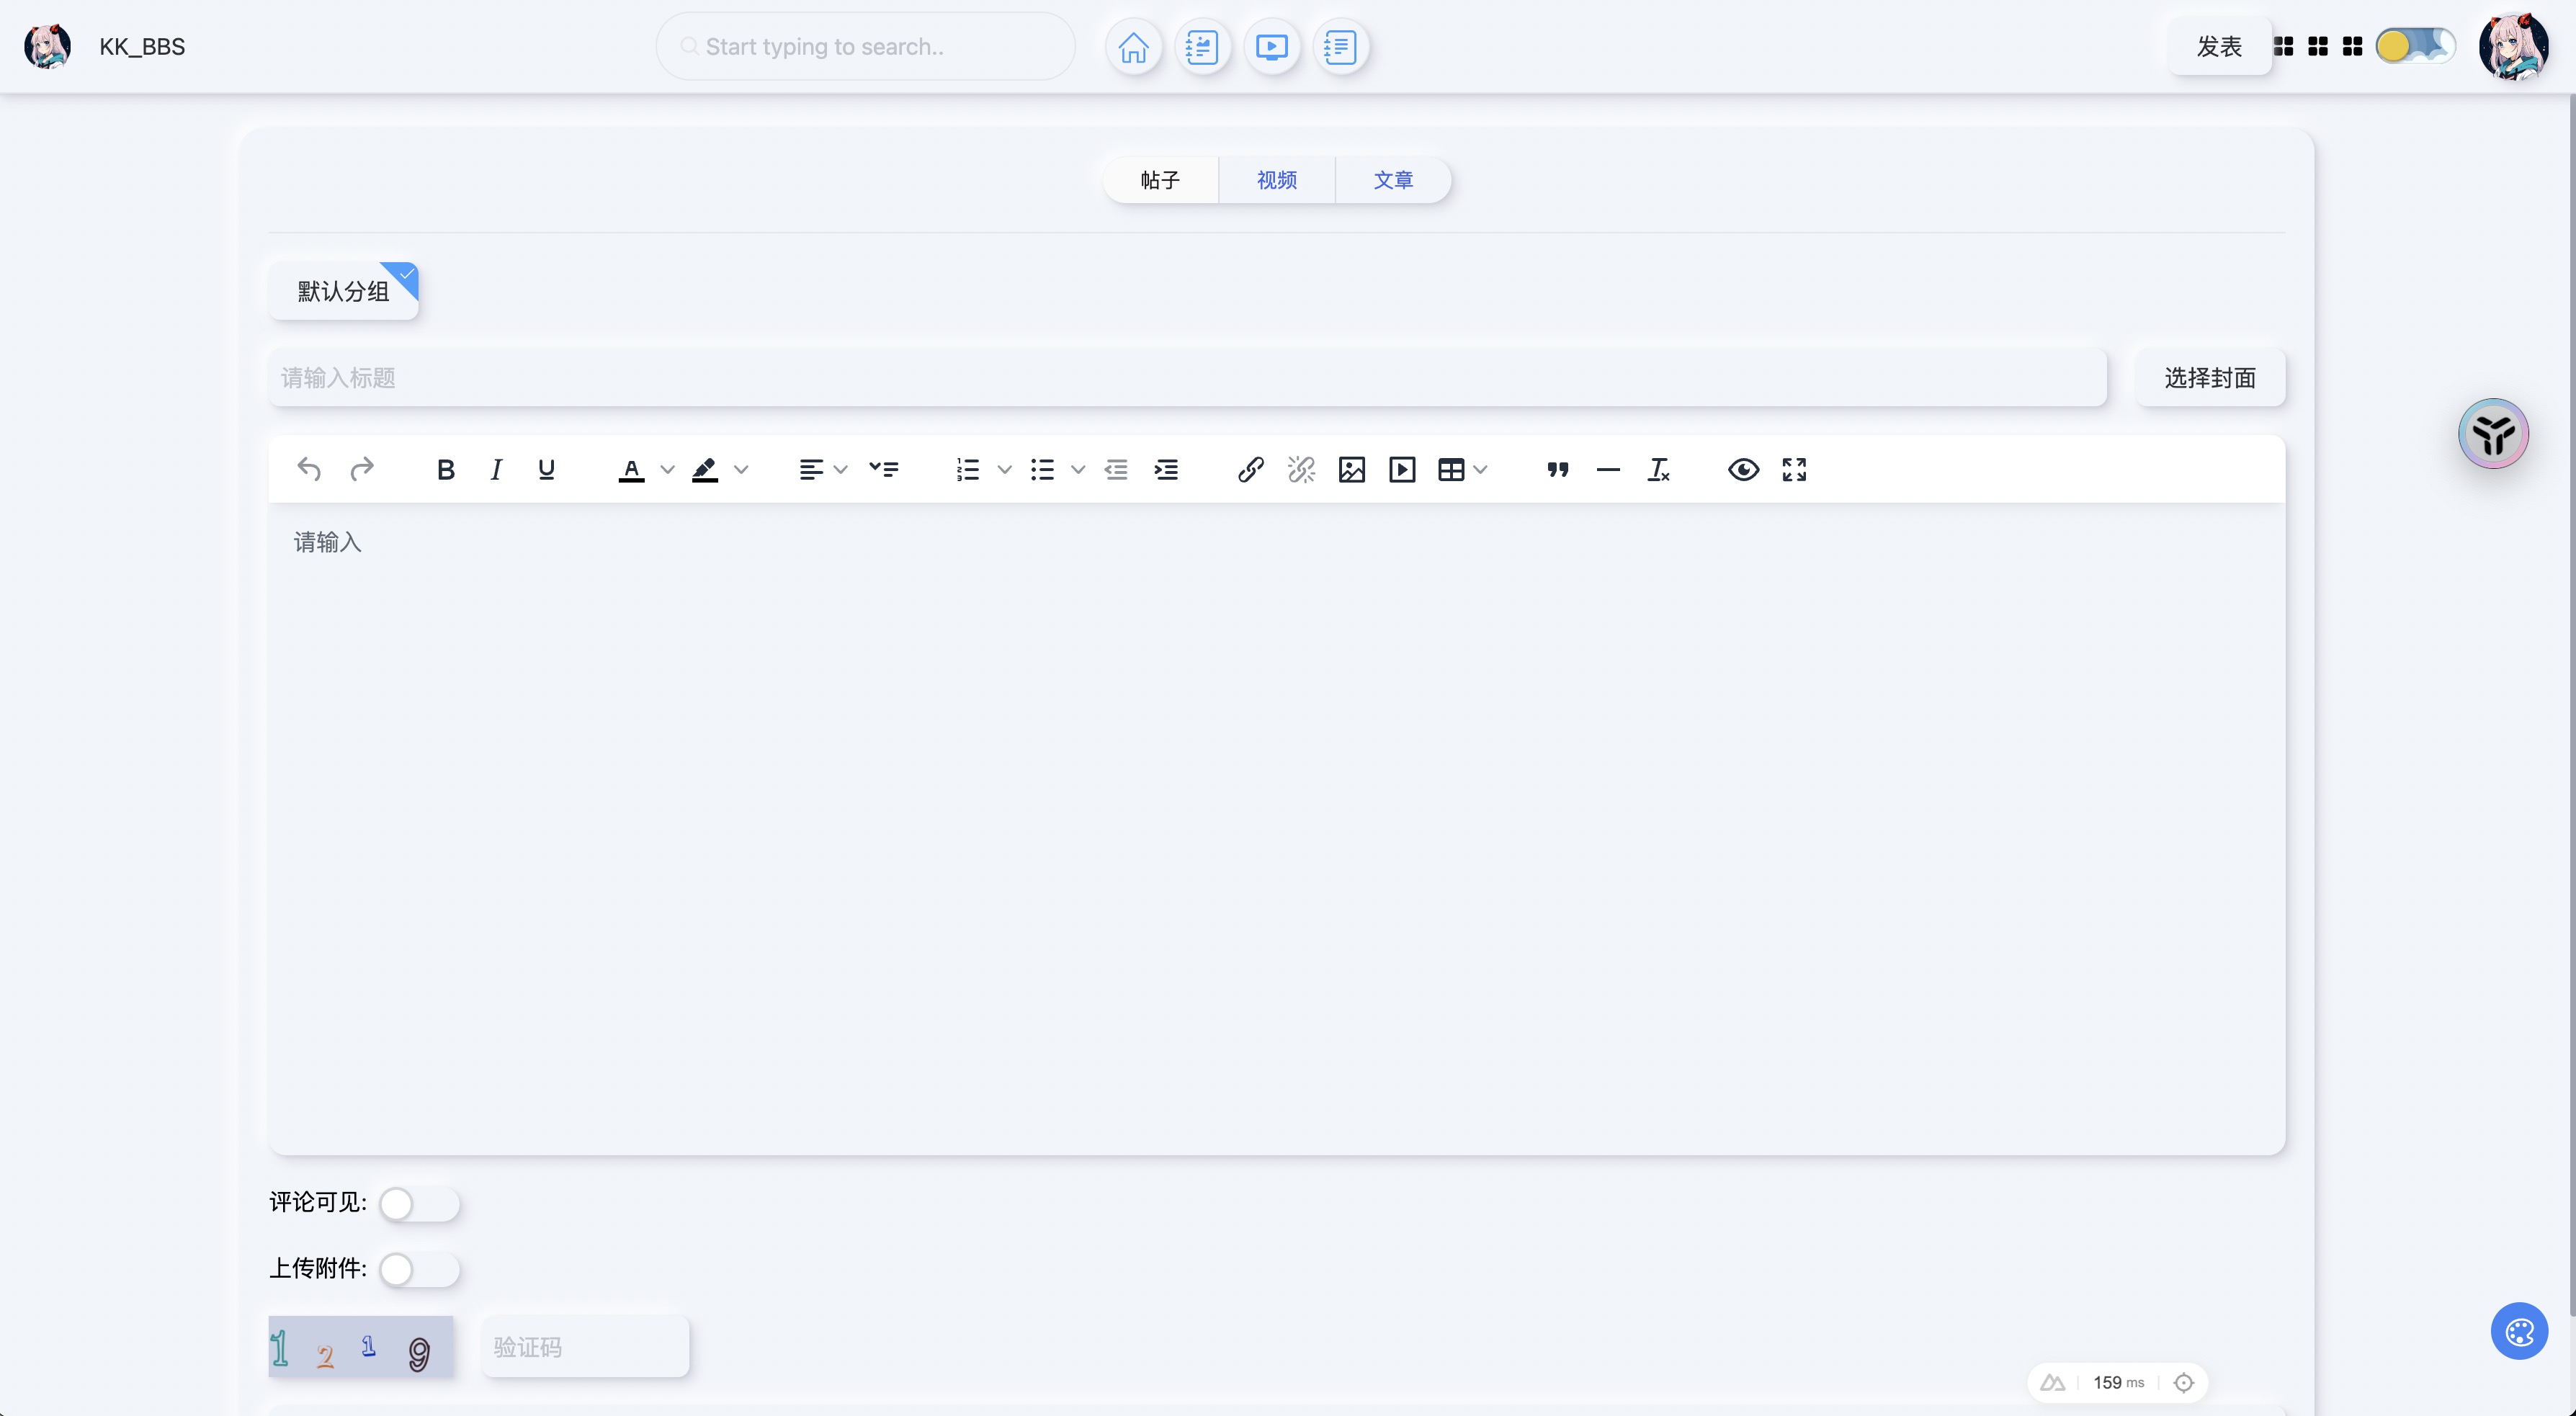 KK_BBS
Start typing to search..
发表
帖子
视频
文章
默认分组
请输入标题
选择封面
请输入
评论可见:
上传附件:
1 2 1 9
验证码
159 ms